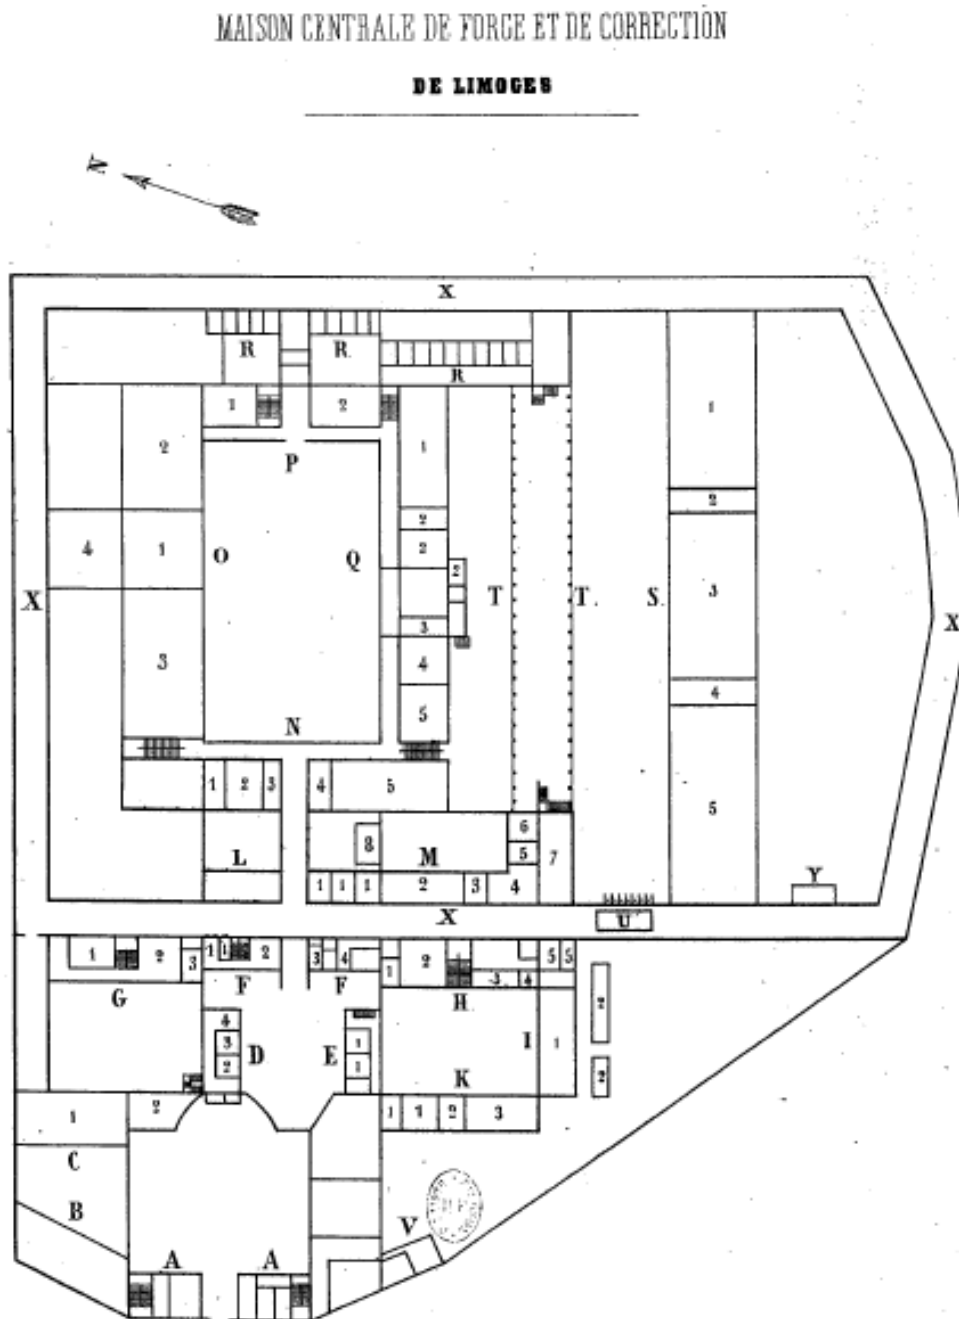 MAISON CENTRALE DE FORCE ET DE CORRECTION
DE LIMOGES
N
X
R R.
R
1 2
1
2
P
2
4 1 O Q 2
2
T T. S.
1
2
3
X X
3
3
4
4
5
N
5
1 2 3 4 5
6
8 M 5 7
L
1 1 1 2 3 4
Y
X
U
1 2 3 1 1 2 3 4 1 2 3 4 5 5
G F F H
4
3 D E 1 I 1
2 1 K
2
2
1 2 1 1 2 3
C
B
V
A A